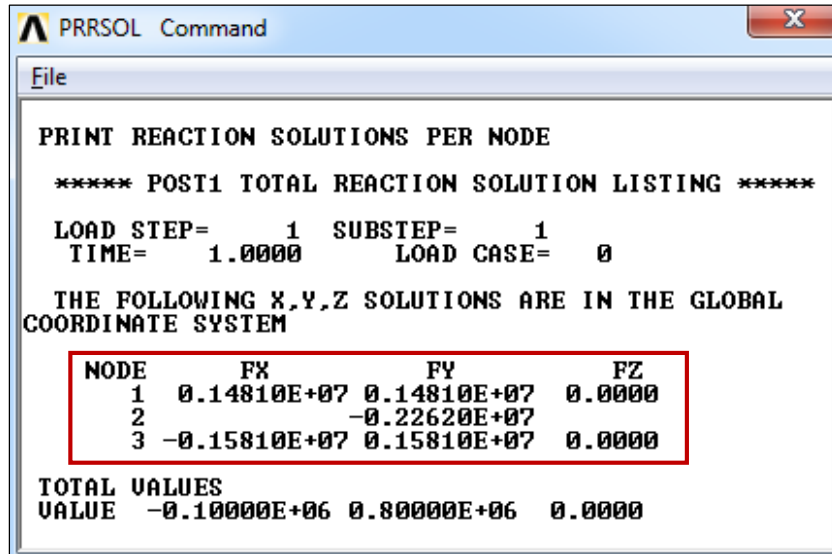 PRRSOL Command
File
PRINT REACTION SOLUTIONS PER NODE
***** POST1 TOTAL REACTION SOLUTION LISTING *****
LOAD STEP= 1 SUBSTEP= 1
TIME= 1.0000 LOAD CASE= 0
THE FOLLOWING X,Y,Z SOLUTIONS ARE IN THE GLOBAL
COORDINATE SYSTEM
NODE FX FY FZ
1 0.14810E+07 0.14810E+07 0.0000
2 -0.22620E+07
3 -0.15810E+07 0.15810E+07 0.0000
TOTAL VALUES
VALUE -0.10000E+06 0.80000E+06 0.0000